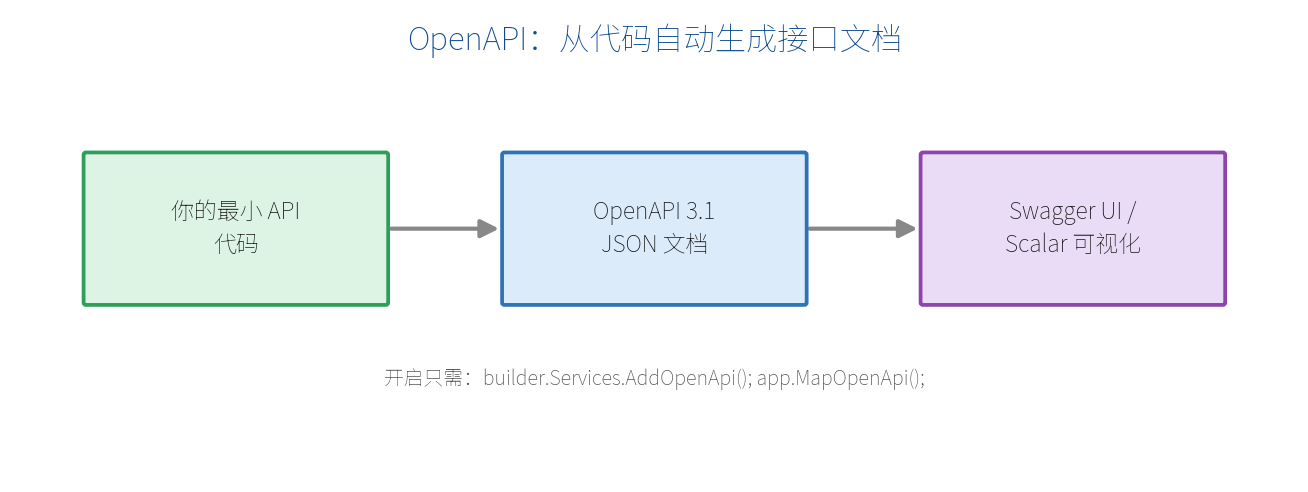 OpenAPI：从代码自动生成接口文档
你的最小 API
代码
OpenAPI 3.1
JSON 文档
Swagger UI /
Scalar 可视化
开启只需：builder.Services.AddOpenApi(); app.MapOpenApi();